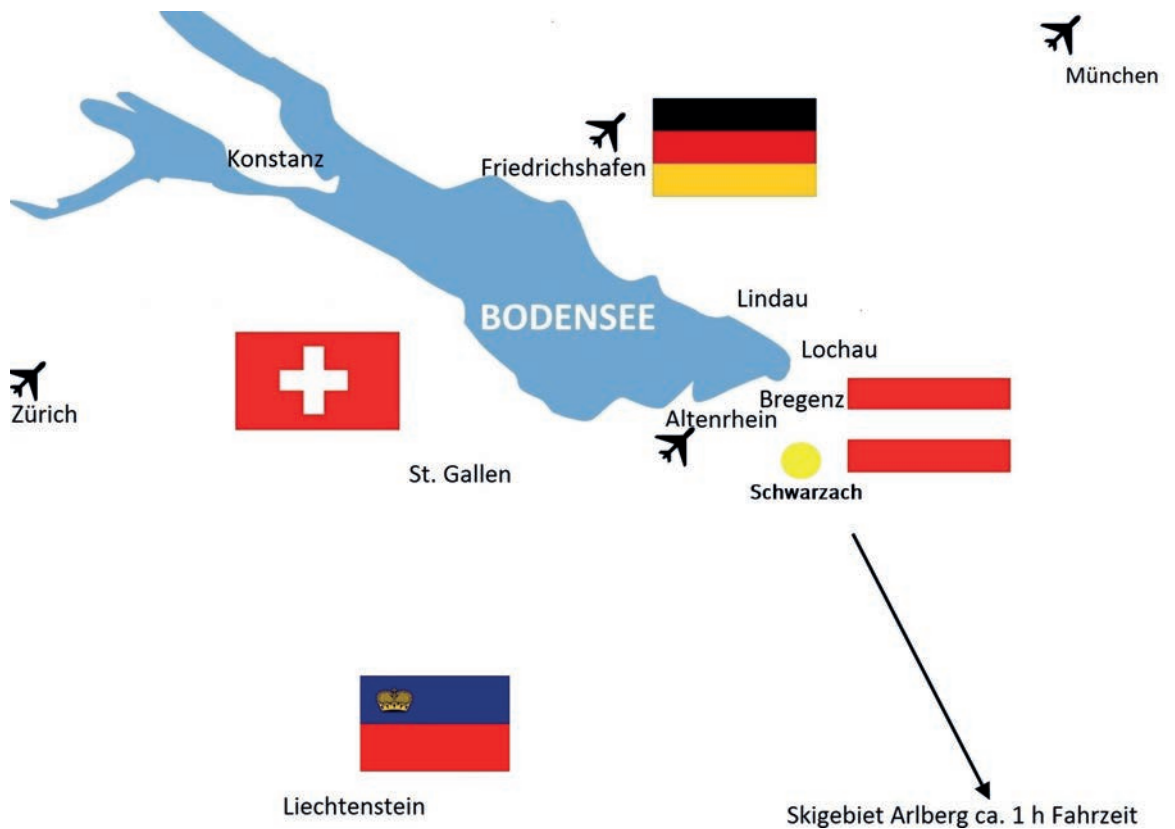 München
Konstanz
Friedrichshafen
BODENSEE
Lindau
Lochau
Zürich
Bregenz
Altenrhein
St. Gallen
Schwarzach
Liechtenstein
Skigebiet Arlberg ca. 1 h Fahrzeit